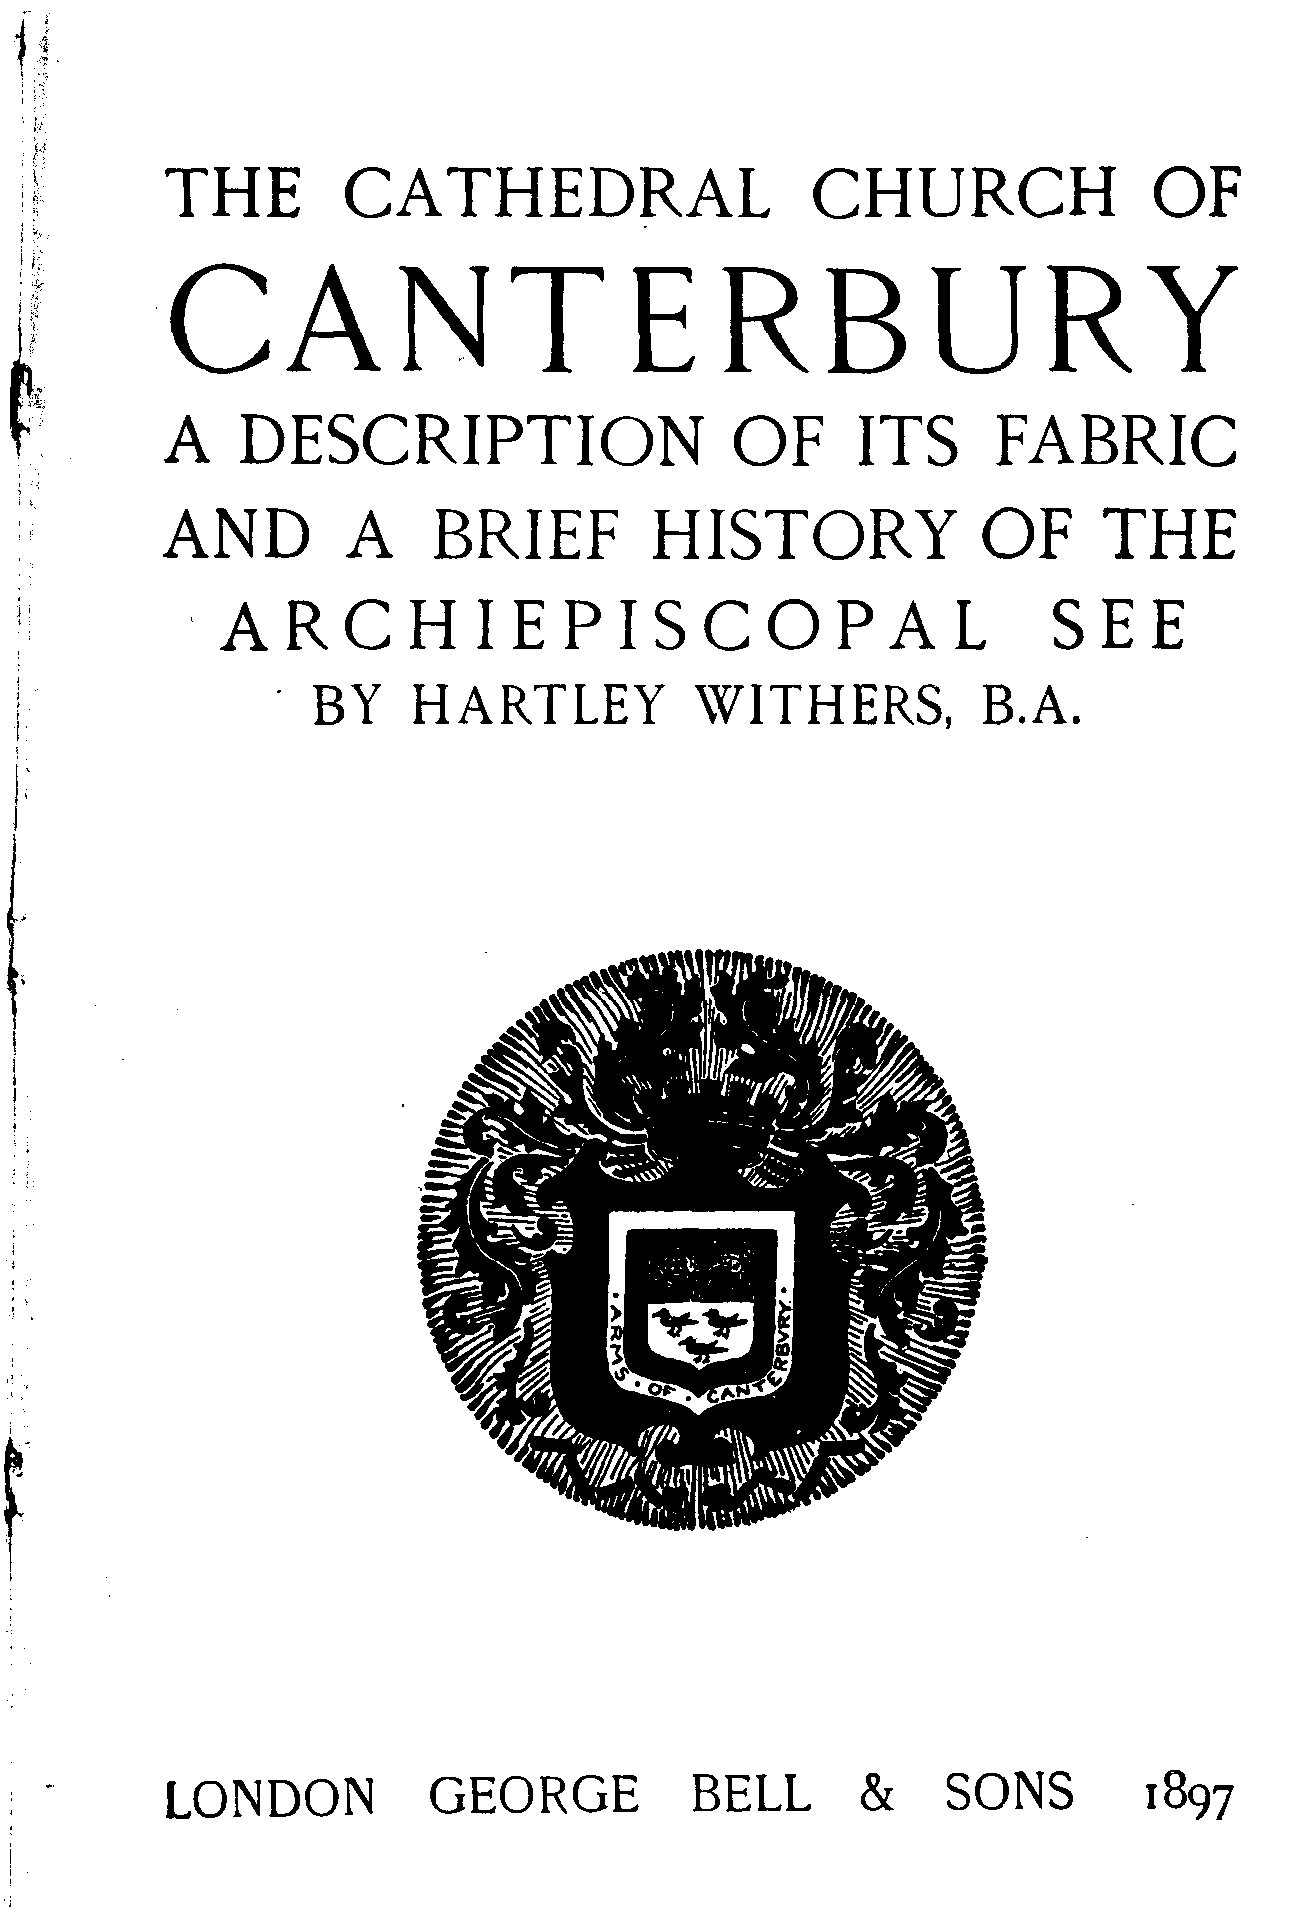 THE CATHEDRAL CHURCH OF
CANTERBURY
A DESCRIPTION OF ITS FABRIC
AND A BRIEF HISTORY OF THE
ARCHIEPISCOPAL SEE
BY HARTLEY WITHERS, B.A.
· ARMS · OF · CANTERBVRY ·
LONDON GEORGE BELL & SONS 1897